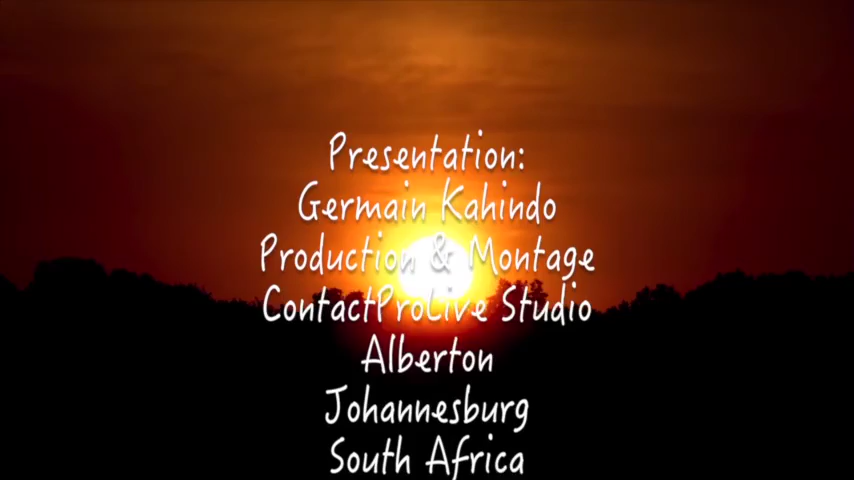 Presentation:
Germain Kahindo
Production & Montage
ContactProLive Studio
Alberton
Johannesburg
South Africa